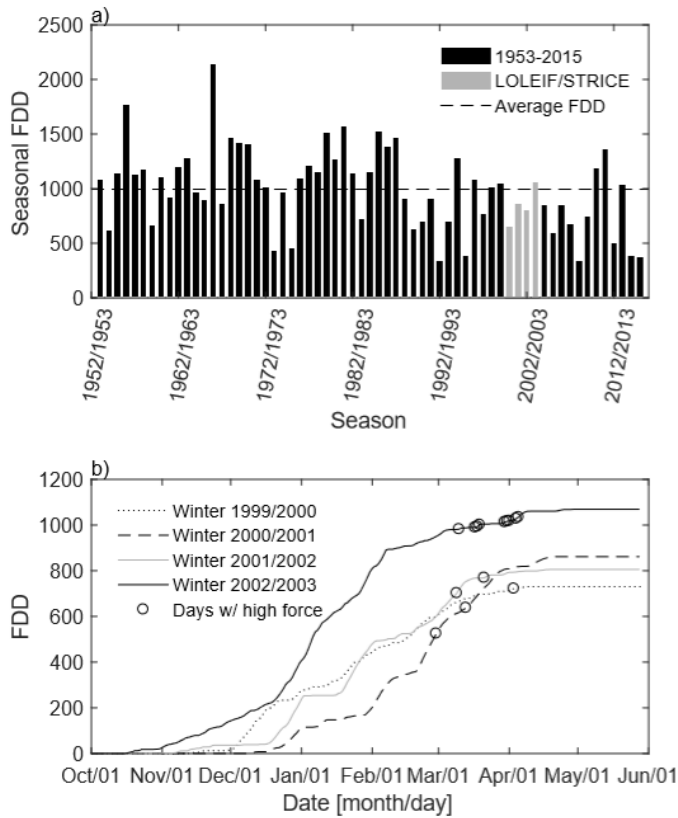 a)
2500
2000
1500
1000
500
0
Seasonal FDD
1953-2015
LOLEIF/STRICE
Average FDD
1952/1953
1962/1963
1972/1973
1982/1983
1992/1993
2002/2003
2012/2013
Season
b)
1200
1000
800
600
400
200
0
FDD
Winter 1999/2000
Winter 2000/2001
Winter 2001/2002
Winter 2002/2003
Days w/ high force
Oct/01 Nov/01 Dec/01 Jan/01 Feb/01 Mar/01 Apr/01 May/01 Jun/01
Date [month/day]